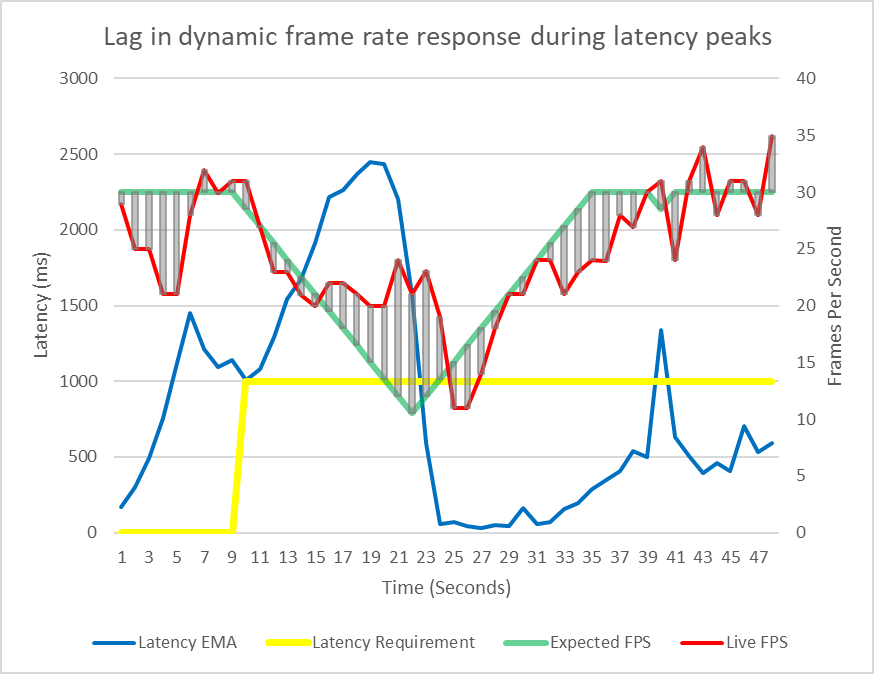 Lag in dynamic frame rate response during latency peaks
3000
2500
2000
1500
1000
500
0
Latency (ms)
40
35
30
25
20
15
10
5
0
Frames Per Second
1 3 5 7 9 11 13 15 17 19 21 23 25 27 29 31 33 35 37 39 41 43 45 47
Time (Seconds)
Latency EMA Latency Requirement Expected FPS Live FPS